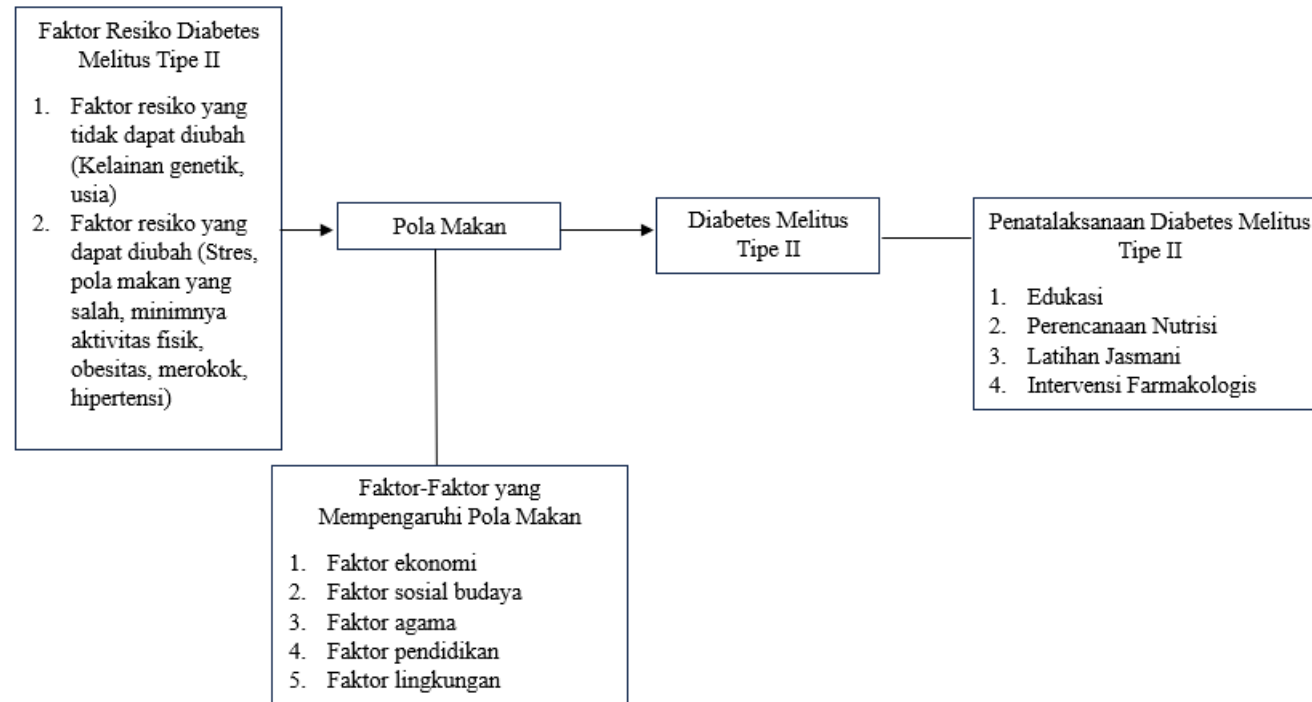 Faktor Resiko Diabetes
Melitus Tipe II
1. Faktor resiko yang
tidak dapat diubah
(Kelainan genetik,
usia)
2. Faktor resiko yang
dapat diubah (Stres,
pola makan yang
salah, minimnya
aktivitas fisik,
obesitas, merokok,
hipertensi)
Pola Makan
Diabetes Melitus
Tipe II
Penatalaksanaan Diabetes Melitus
Tipe II
1. Edukasi
2. Perencanaan Nutrisi
3. Latihan Jasmani
4. Intervensi Farmakologis
Faktor-Faktor yang
Mempengaruhi Pola Makan
1. Faktor ekonomi
2. Faktor sosial budaya
3. Faktor agama
4. Faktor pendidikan
5. Faktor lingkungan